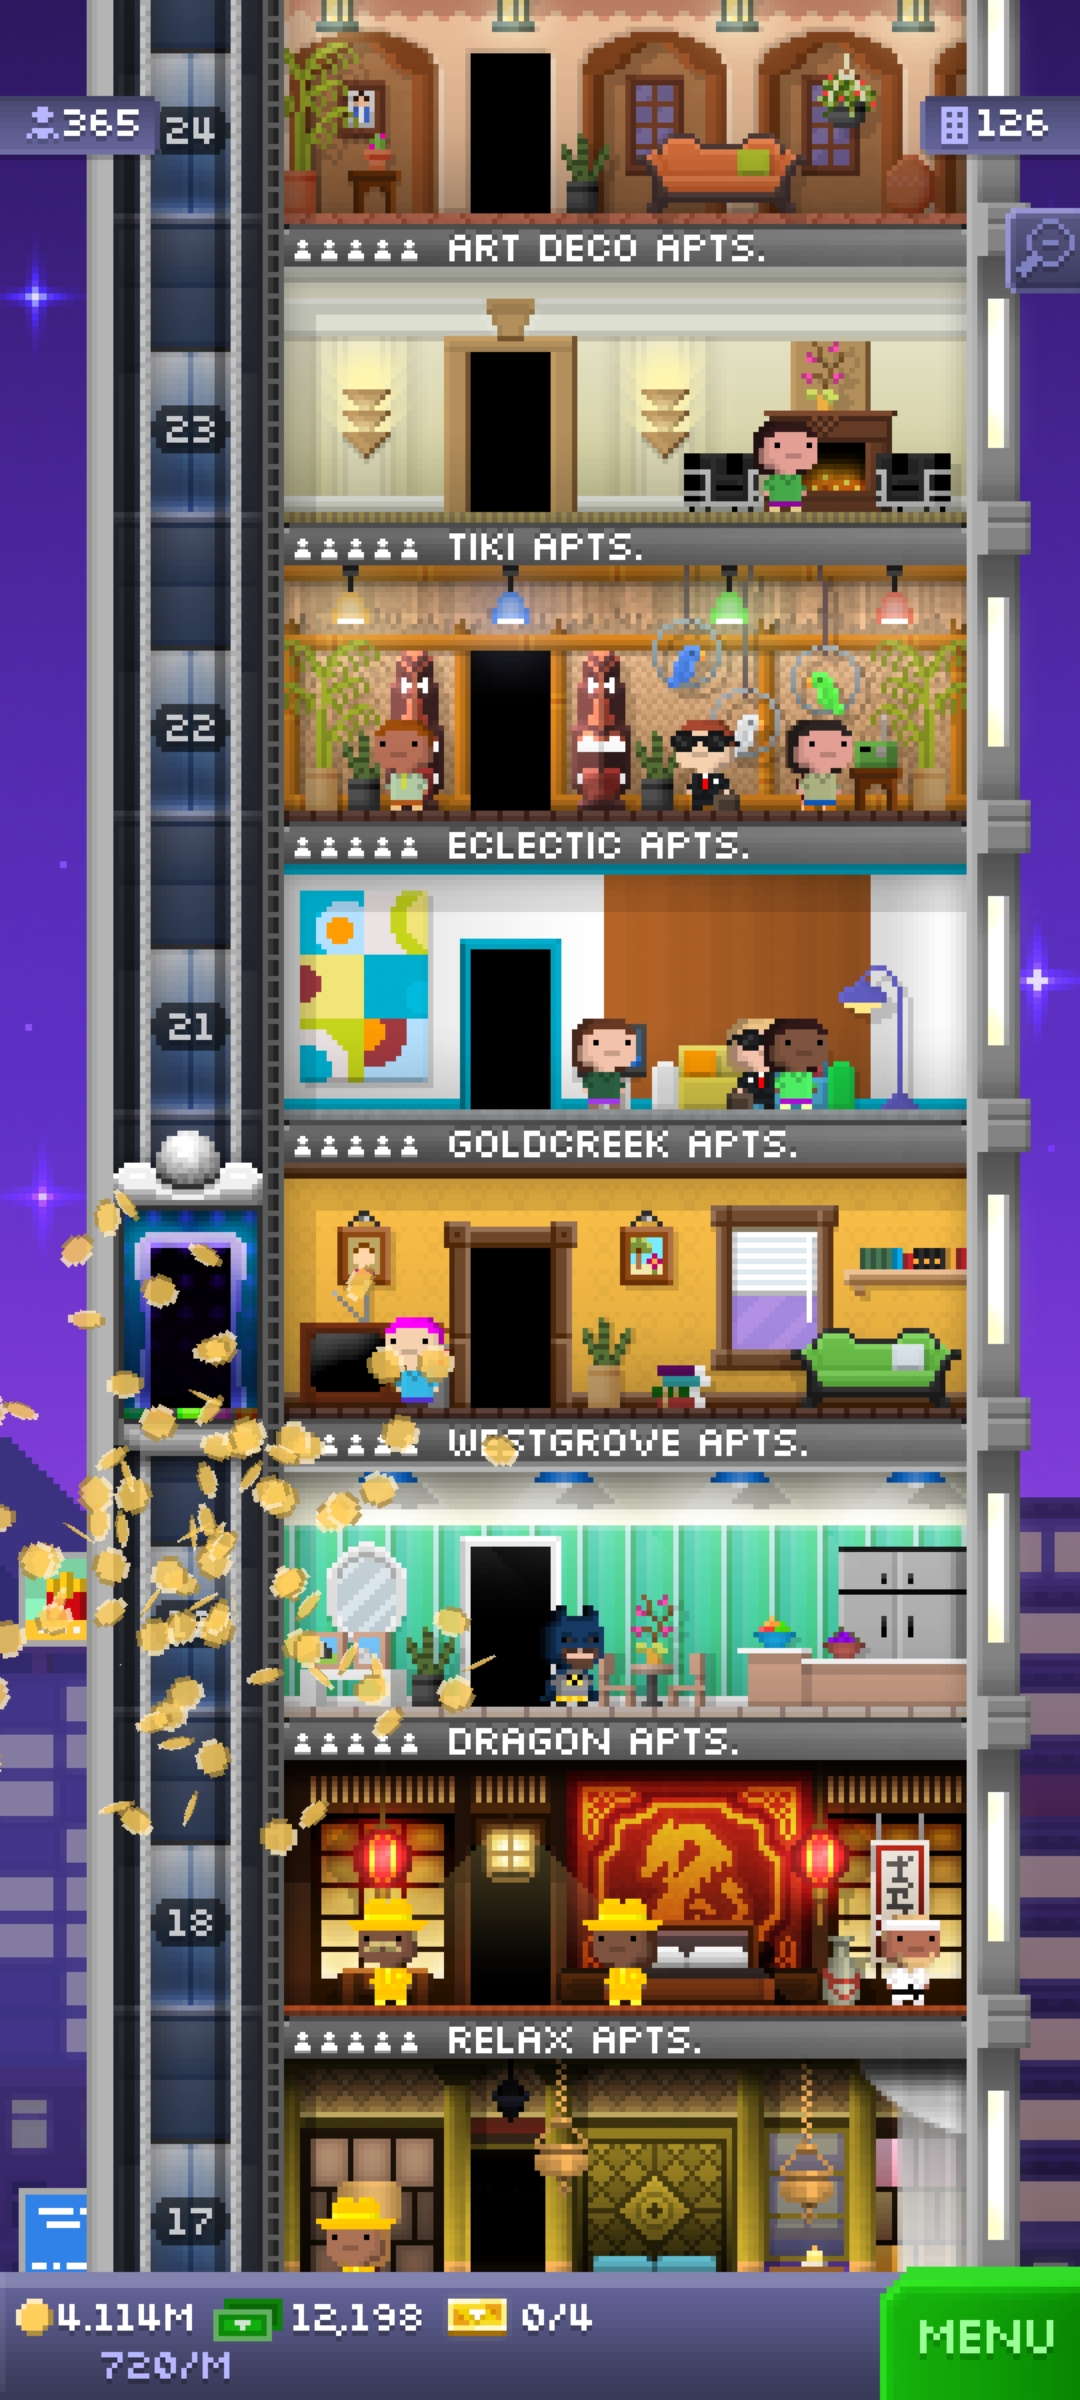 365
24
126
ART DECO APTS.
23
TIKI APTS.
22
ECLECTIC APTS.
21
GOLDCREEK APTS.
WESTGROVE APTS.
DRAGON APTS.
18
RELAX APTS.
17
4.114M
12,198
0/4
720/M
MENU